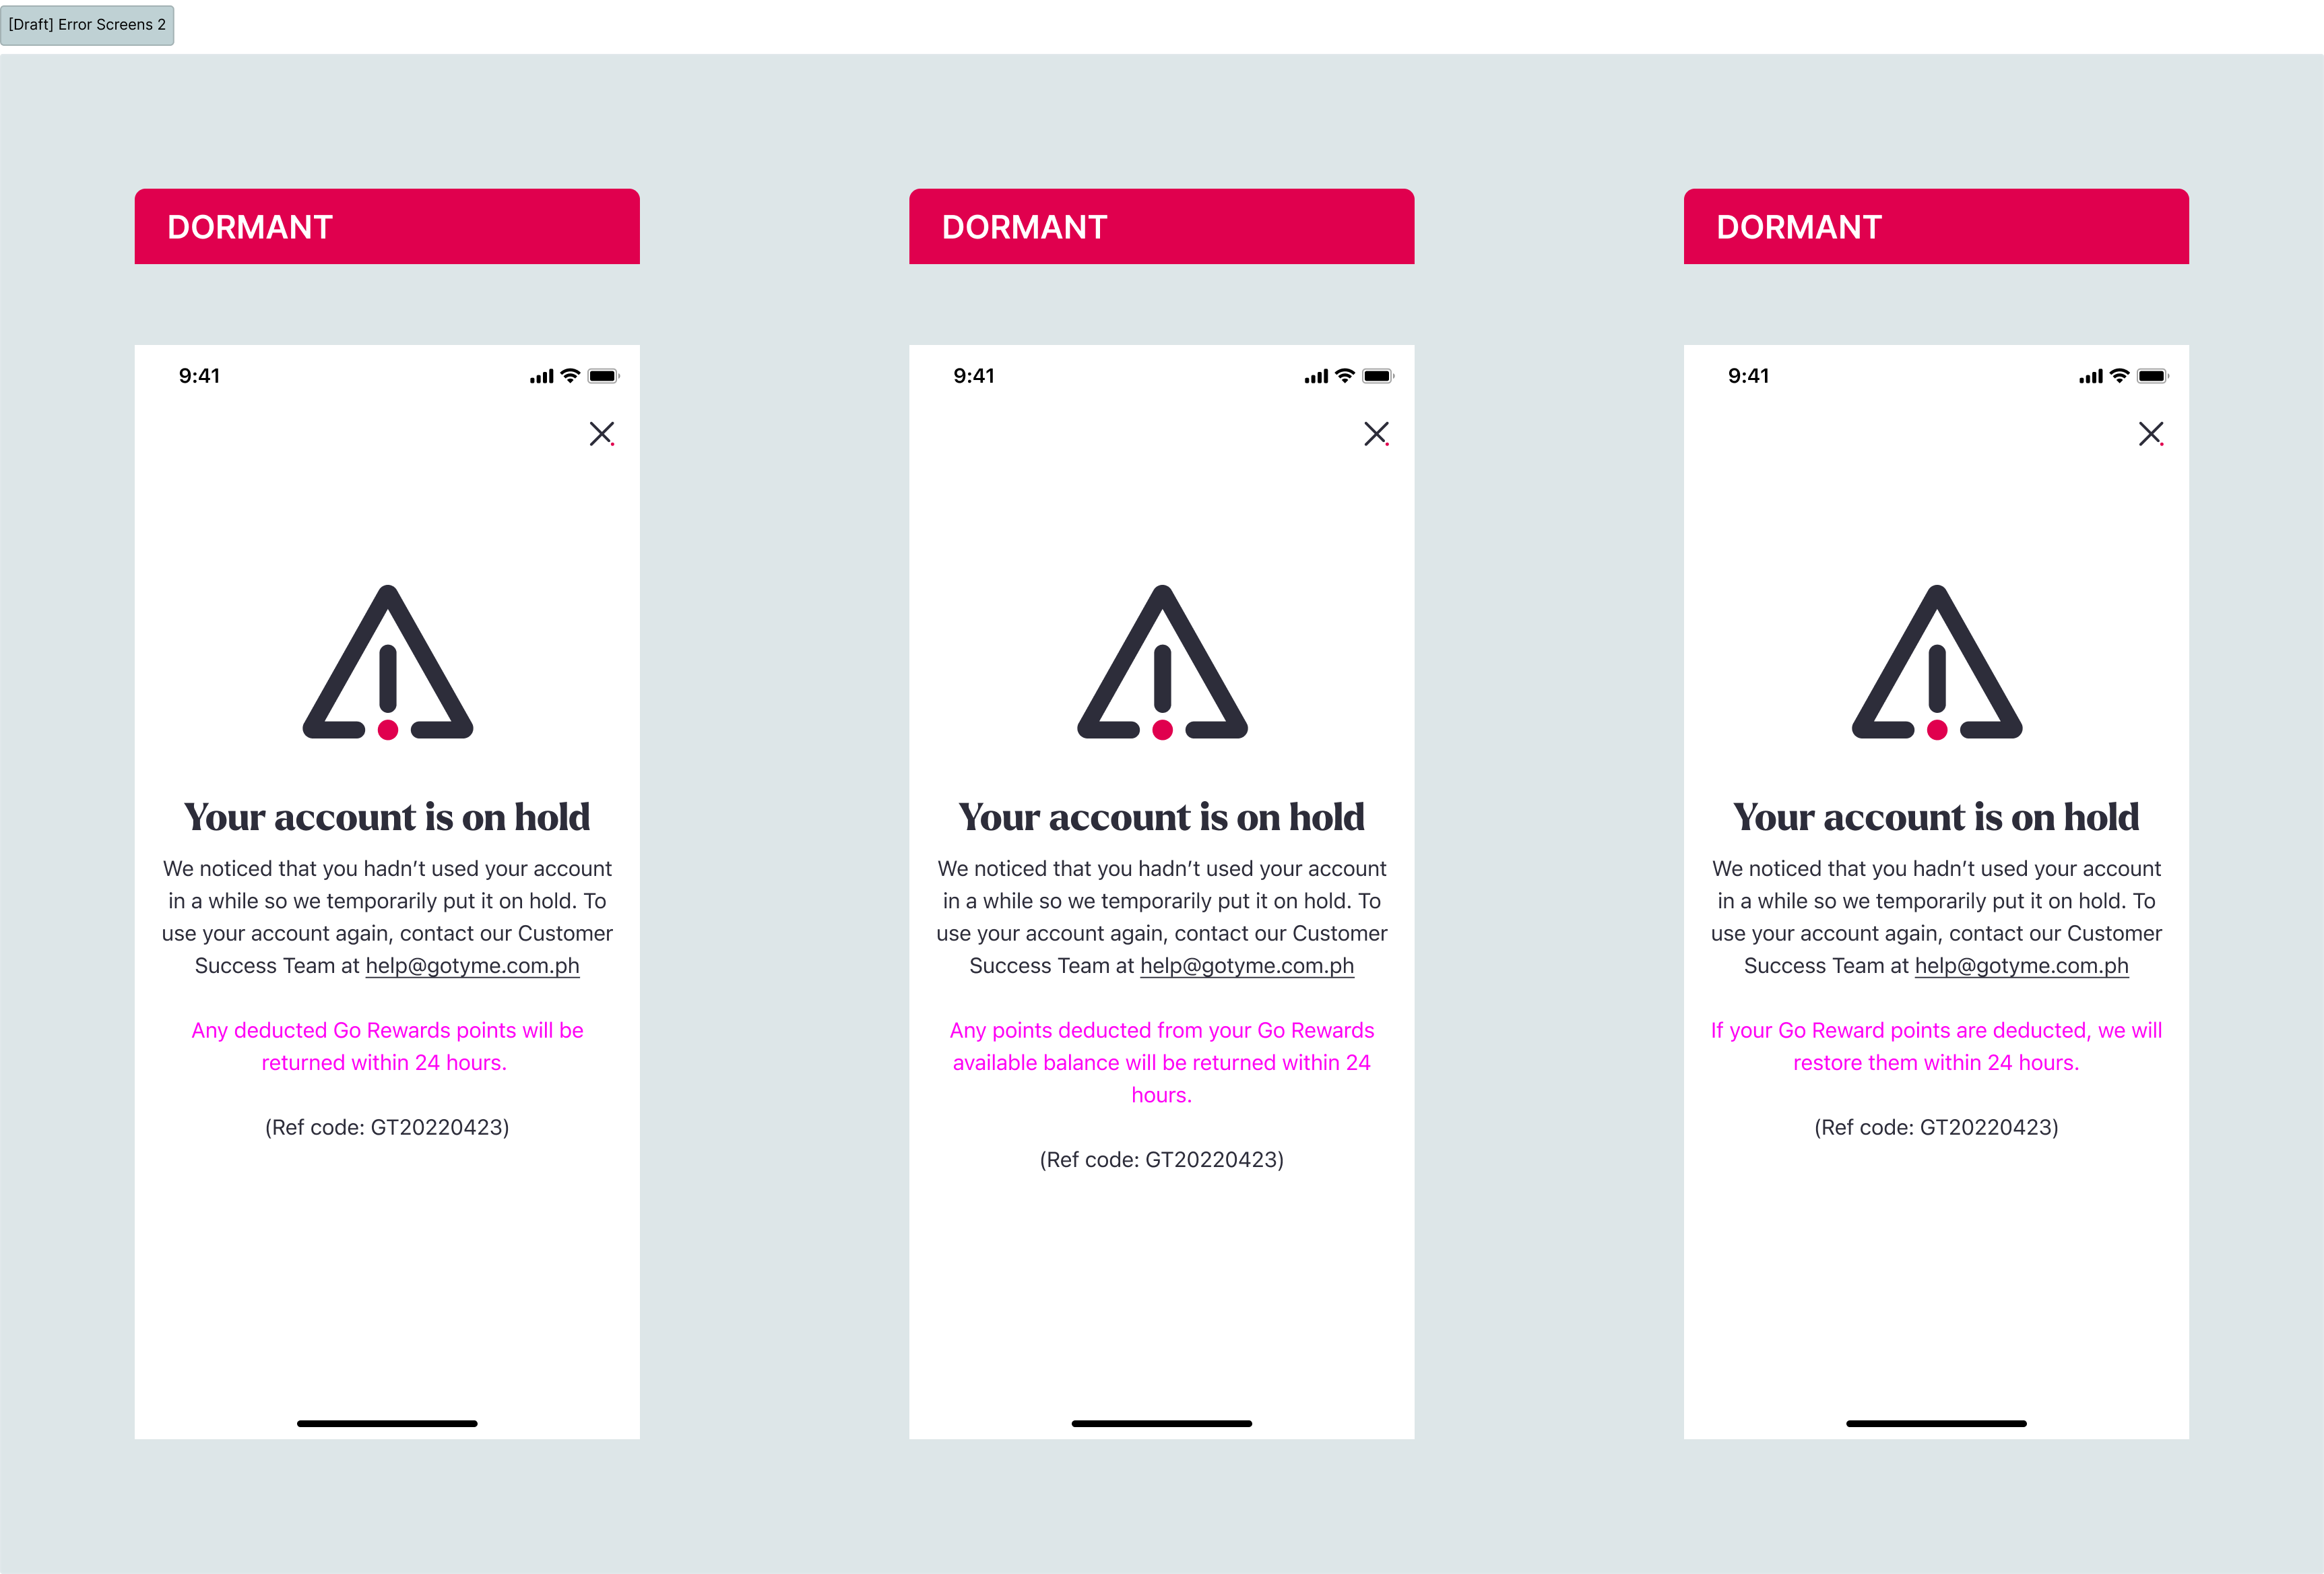 [Draft] Error Screens 2
DORMANT
9:41
Your account is on hold
We noticed that you hadn’t used your account
in a while so we temporarily put it on hold. To
use your account again, contact our Customer
Success Team at help@gotyme.com.ph
Any deducted Go Rewards points will be
returned within 24 hours.
(Ref code: GT20220423)
DORMANT
9:41
Your account is on hold
We noticed that you hadn’t used your account
in a while so we temporarily put it on hold. To
use your account again, contact our Customer
Success Team at help@gotyme.com.ph
Any points deducted from your Go Rewards
available balance will be returned within 24
hours.
(Ref code: GT20220423)
DORMANT
9:41
Your account is on hold
We noticed that you hadn’t used your account
in a while so we temporarily put it on hold. To
use your account again, contact our Customer
Success Team at help@gotyme.com.ph
If your Go Reward points are deducted, we will
restore them within 24 hours.
(Ref code: GT20220423)